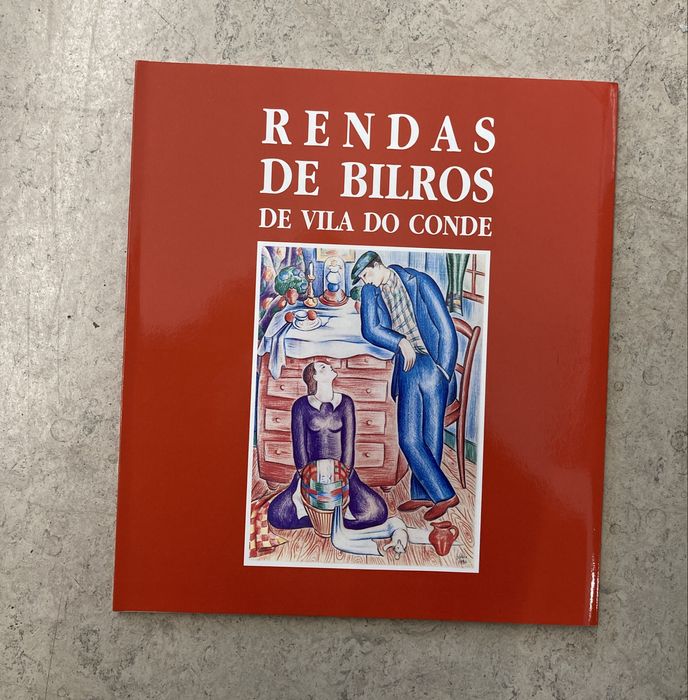 RENDAS
DE BILROS
DE VILA DO CONDE